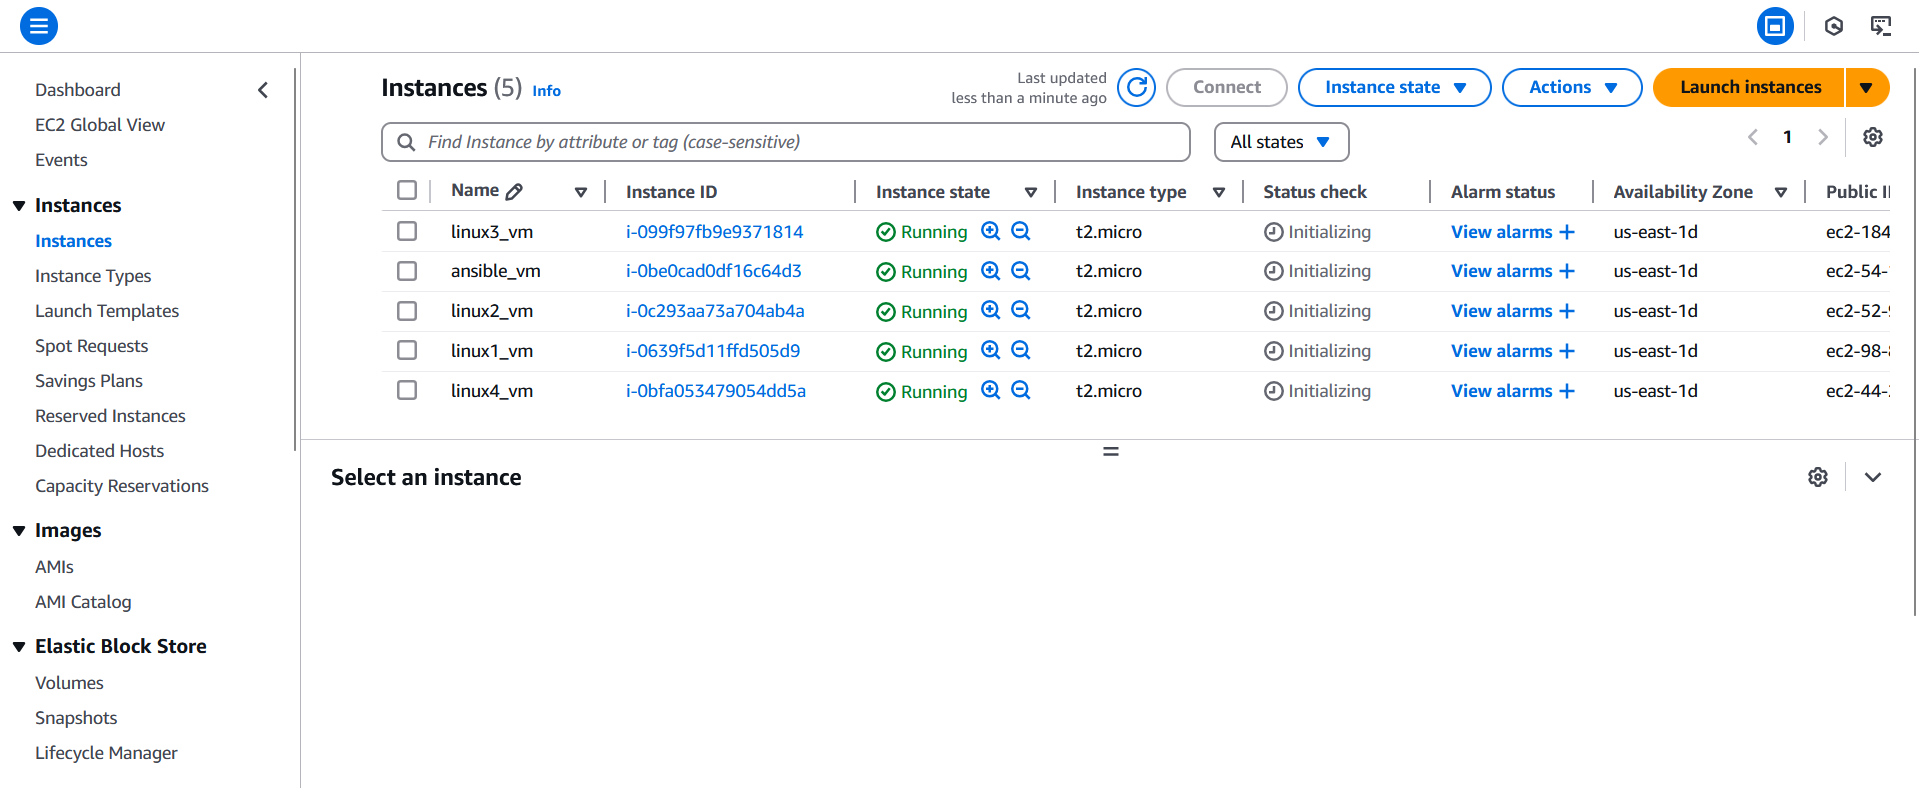 Dashboard
EC2 Global View
Events
Instances
Instances
Instance Types
Launch Templates
Spot Requests
Savings Plans
Reserved Instances
Dedicated Hosts
Capacity Reservations
Images
AMIs
AMI Catalog
Elastic Block Store
Volumes
Snapshots
Lifecycle Manager
Instances (5) Info
Last updated
less than a minute ago
Connect
Instance state
Actions
Launch instances
Find Instance by attribute or tag (case-sensitive)
All states
1
Name Instance ID Instance state Instance type Status check Alarm status Availability Zone Public
linux3_vm i-099f97fb9e9371814 Running t2.micro Initializing View alarms + us-east-1d ec2-184
ansible_vm i-0be0cad0df16c64d3 Running t2.micro Initializing View alarms + us-east-1d ec2-54-
linux2_vm i-0c293aa73a704ab4a Running t2.micro Initializing View alarms + us-east-1d ec2-52-
linux1_vm i-0639f5d11ffd505d9 Running t2.micro Initializing View alarms + us-east-1d ec2-98-
linux4_vm i-0bfa053479054dd5a Running t2.micro Initializing View alarms + us-east-1d ec2-44-
Select an instance